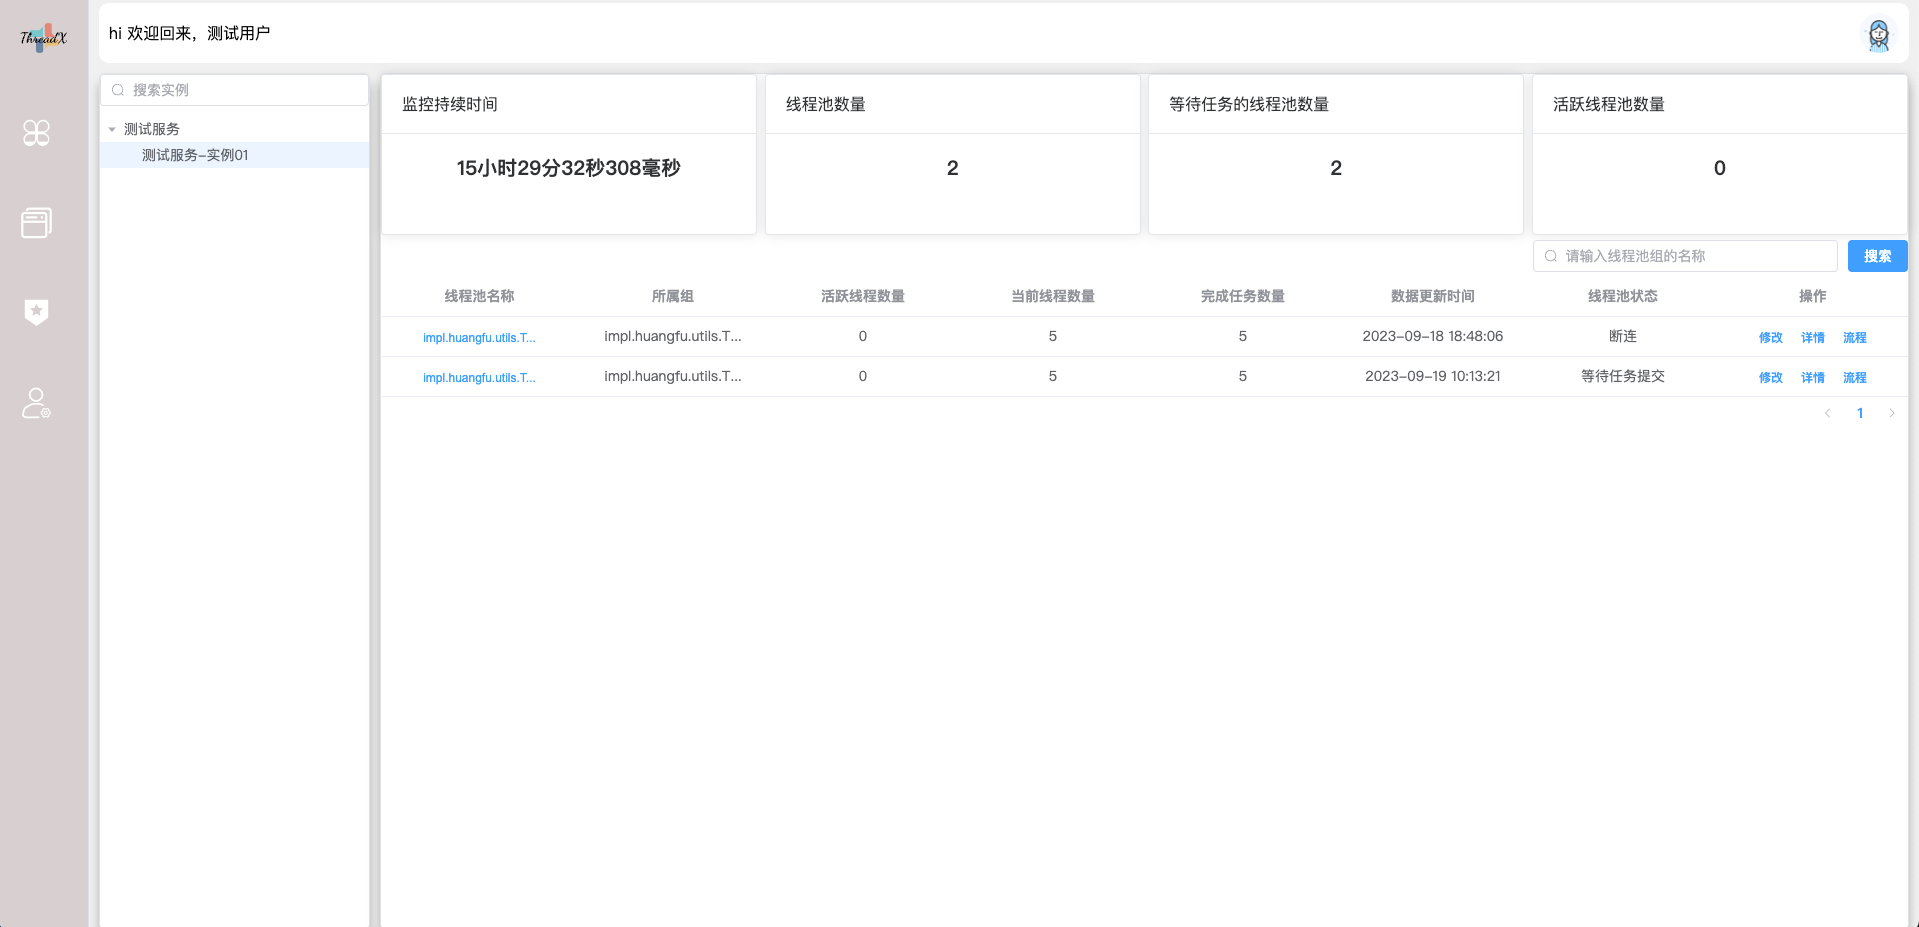 ThreadX
hi 欢迎回来，测试用户
搜索实例
测试服务
测试服务-实例01
监控持续时间
15小时29分32秒308毫秒
线程池数量
2
等待任务的线程池数量
2
活跃线程池数量
0
请输入线程池组的名称
搜索
线程池名称 所属组 活跃线程数量 当前线程数量 完成任务数量 数据更新时间 线程池状态 操作
impl.huangfu.utils.T... impl.huangfu.utils.T... 0 5 5 2023-09-18 18:48:06 断连 修改 详情 流程
impl.huangfu.utils.T... impl.huangfu.utils.T... 0 5 5 2023-09-19 10:13:21 等待任务提交 修改 详情 流程
1